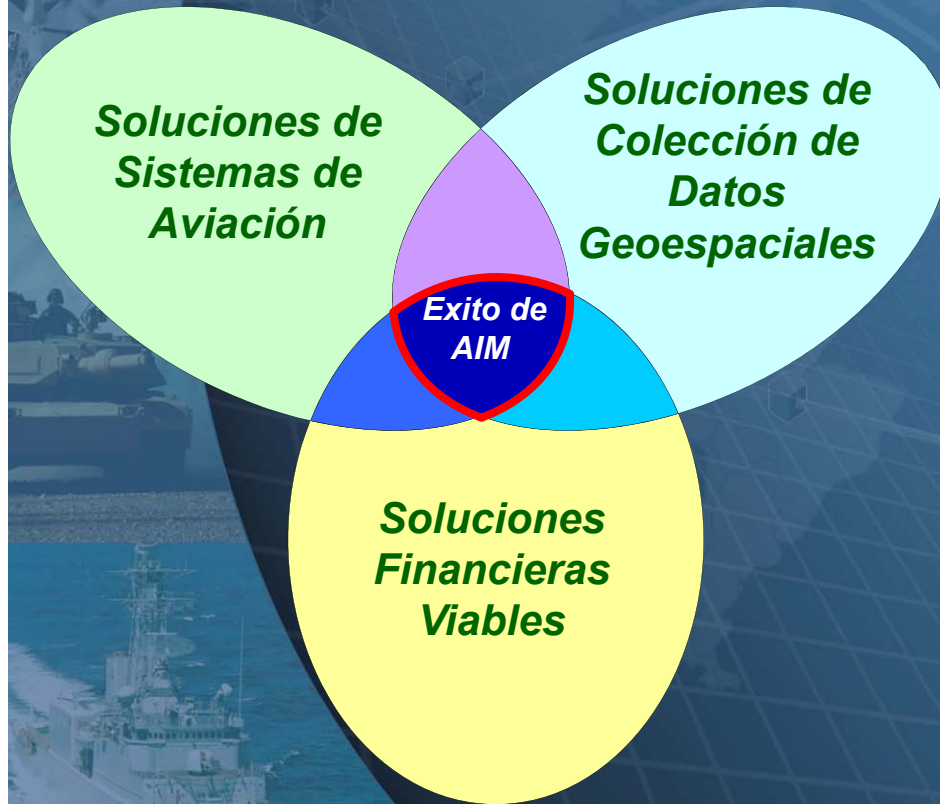 Soluciones de
Sistemas de
Aviación
Soluciones de
Colección de
Datos
Geoespaciales
Exito de
AIM
Soluciones
Financieras
Viables